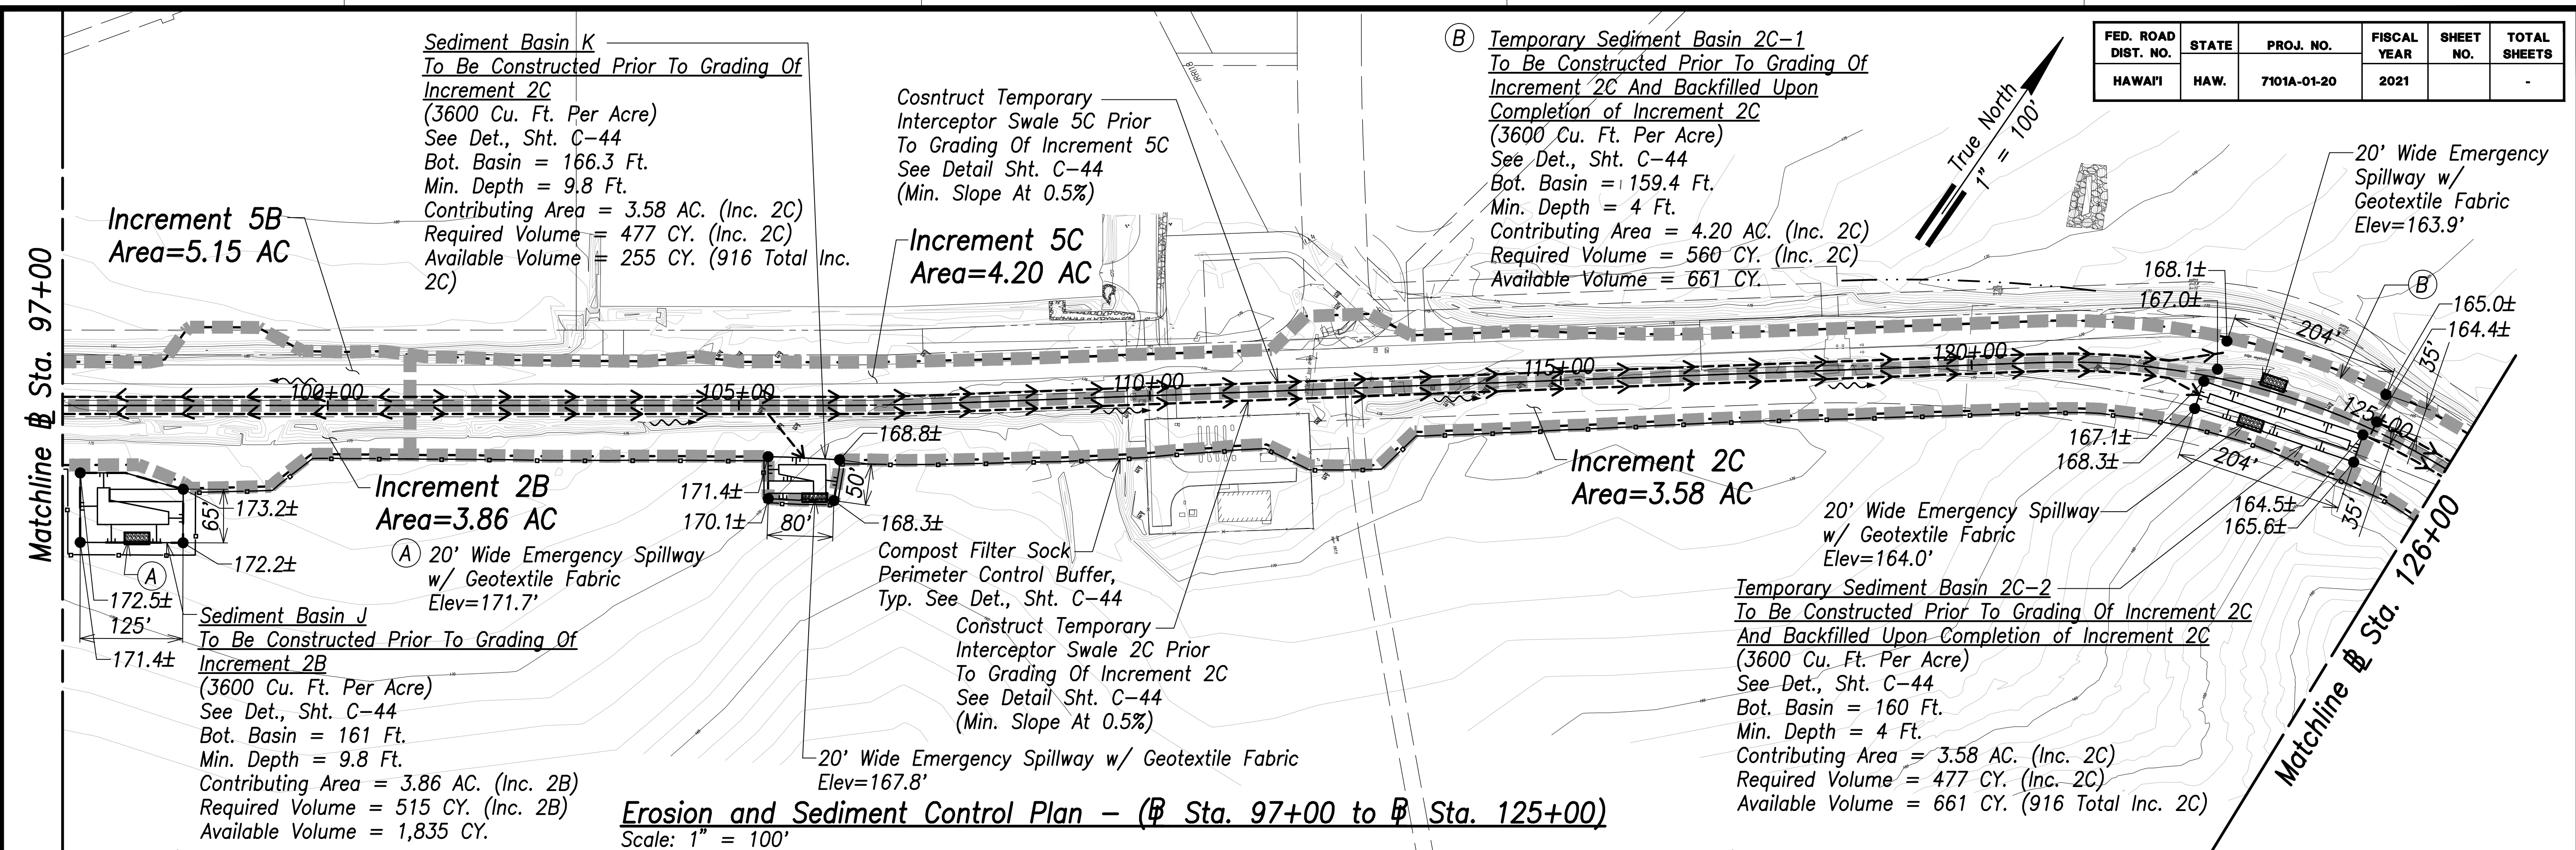 Sediment Basin K
To Be Constructed Prior To Grading Of
Increment 2C
(3600 Cu. Ft. Per Acre)
See Det., Sht. C-44
Bot. Basin = 166.3 Ft.
Min. Depth = 9.8 Ft.
Contributing Area = 3.58 AC. (Inc. 2C)
Required Volume = 477 CY. (Inc. 2C)
Available Volume = 255 CY. (916 Total Inc.
2C)
Cosntruct Temporary
Interceptor Swale 5C Prior
To Grading Of Increment 5C
See Detail Sht. C-44
(Min. Slope At 0.5%)
B
Temporary Sediment Basin 2C-1
To Be Constructed Prior To Grading Of
Increment 2C And Backfilled Upon
Completion of Increment 2C
(3600 Cu. Ft. Per Acre)
See Det., Sht. C-44
Bot. Basin = 159.4 Ft.
Min. Depth = 4 Ft.
Contributing Area = 4.20 AC. (Inc. 2C)
Required Volume = 560 CY. (Inc. 2C)
Available Volume = 661 CY.
True North
1" = 100'
FED. ROAD DIST. NO. STATE PROJ. NO. FISCAL YEAR SHEET NO. TOTAL SHEETS
HAWAI'I HAW. 7101A-01-20 2021 -
20' Wide Emergency
Spillway w/
Geotextile Fabric
Elev=163.9'
Increment 5B
Area=5.15 AC
Increment 5C
Area=4.20 AC
Matchline BL Sta. 97+00
168.1±
167.0±
B
165.0±
164.4±
204'
35'
100+00
105+00
110+00
115+00
120+00
125+00
168.8±
171.4±
170.1±
50'
80'
168.3±
Increment 2B
Area=3.86 AC
Increment 2C
Area=3.58 AC
167.1±
168.3±
204'
164.5±
165.6±
35'
173.2±
65'
172.2±
A
172.5±
125'
171.4±
A
20' Wide Emergency Spillway
w/ Geotextile Fabric
Elev=171.7'
Sediment Basin J
To Be Constructed Prior To Grading Of
Increment 2B
(3600 Cu. Ft. Per Acre)
See Det., Sht. C-44
Bot. Basin = 161 Ft.
Min. Depth = 9.8 Ft.
Contributing Area = 3.86 AC. (Inc. 2B)
Required Volume = 515 CY. (Inc. 2B)
Available Volume = 1,835 CY.
Compost Filter Sock
Perimeter Control Buffer,
Typ. See Det., Sht. C-44
Construct Temporary
Interceptor Swale 2C Prior
To Grading Of Increment 2C
See Detail Sht. C-44
(Min. Slope At 0.5%)
20' Wide Emergency Spillway w/ Geotextile Fabric
Elev=167.8'
20' Wide Emergency Spillway
w/ Geotextile Fabric
Elev=164.0'
Temporary Sediment Basin 2C-2
To Be Constructed Prior To Grading Of Increment 2C
And Backfilled Upon Completion of Increment 2C
(3600 Cu. Ft. Per Acre)
See Det., Sht. C-44
Bot. Basin = 160 Ft.
Min. Depth = 4 Ft.
Contributing Area = 3.58 AC. (Inc. 2C)
Required Volume = 477 CY. (Inc. 2C)
Available Volume = 661 CY. (916 Total Inc. 2C)
Matchline BL Sta. 126+00
Erosion and Sediment Control Plan - (BL Sta. 97+00 to BL Sta. 125+00)
Scale: 1" = 100'